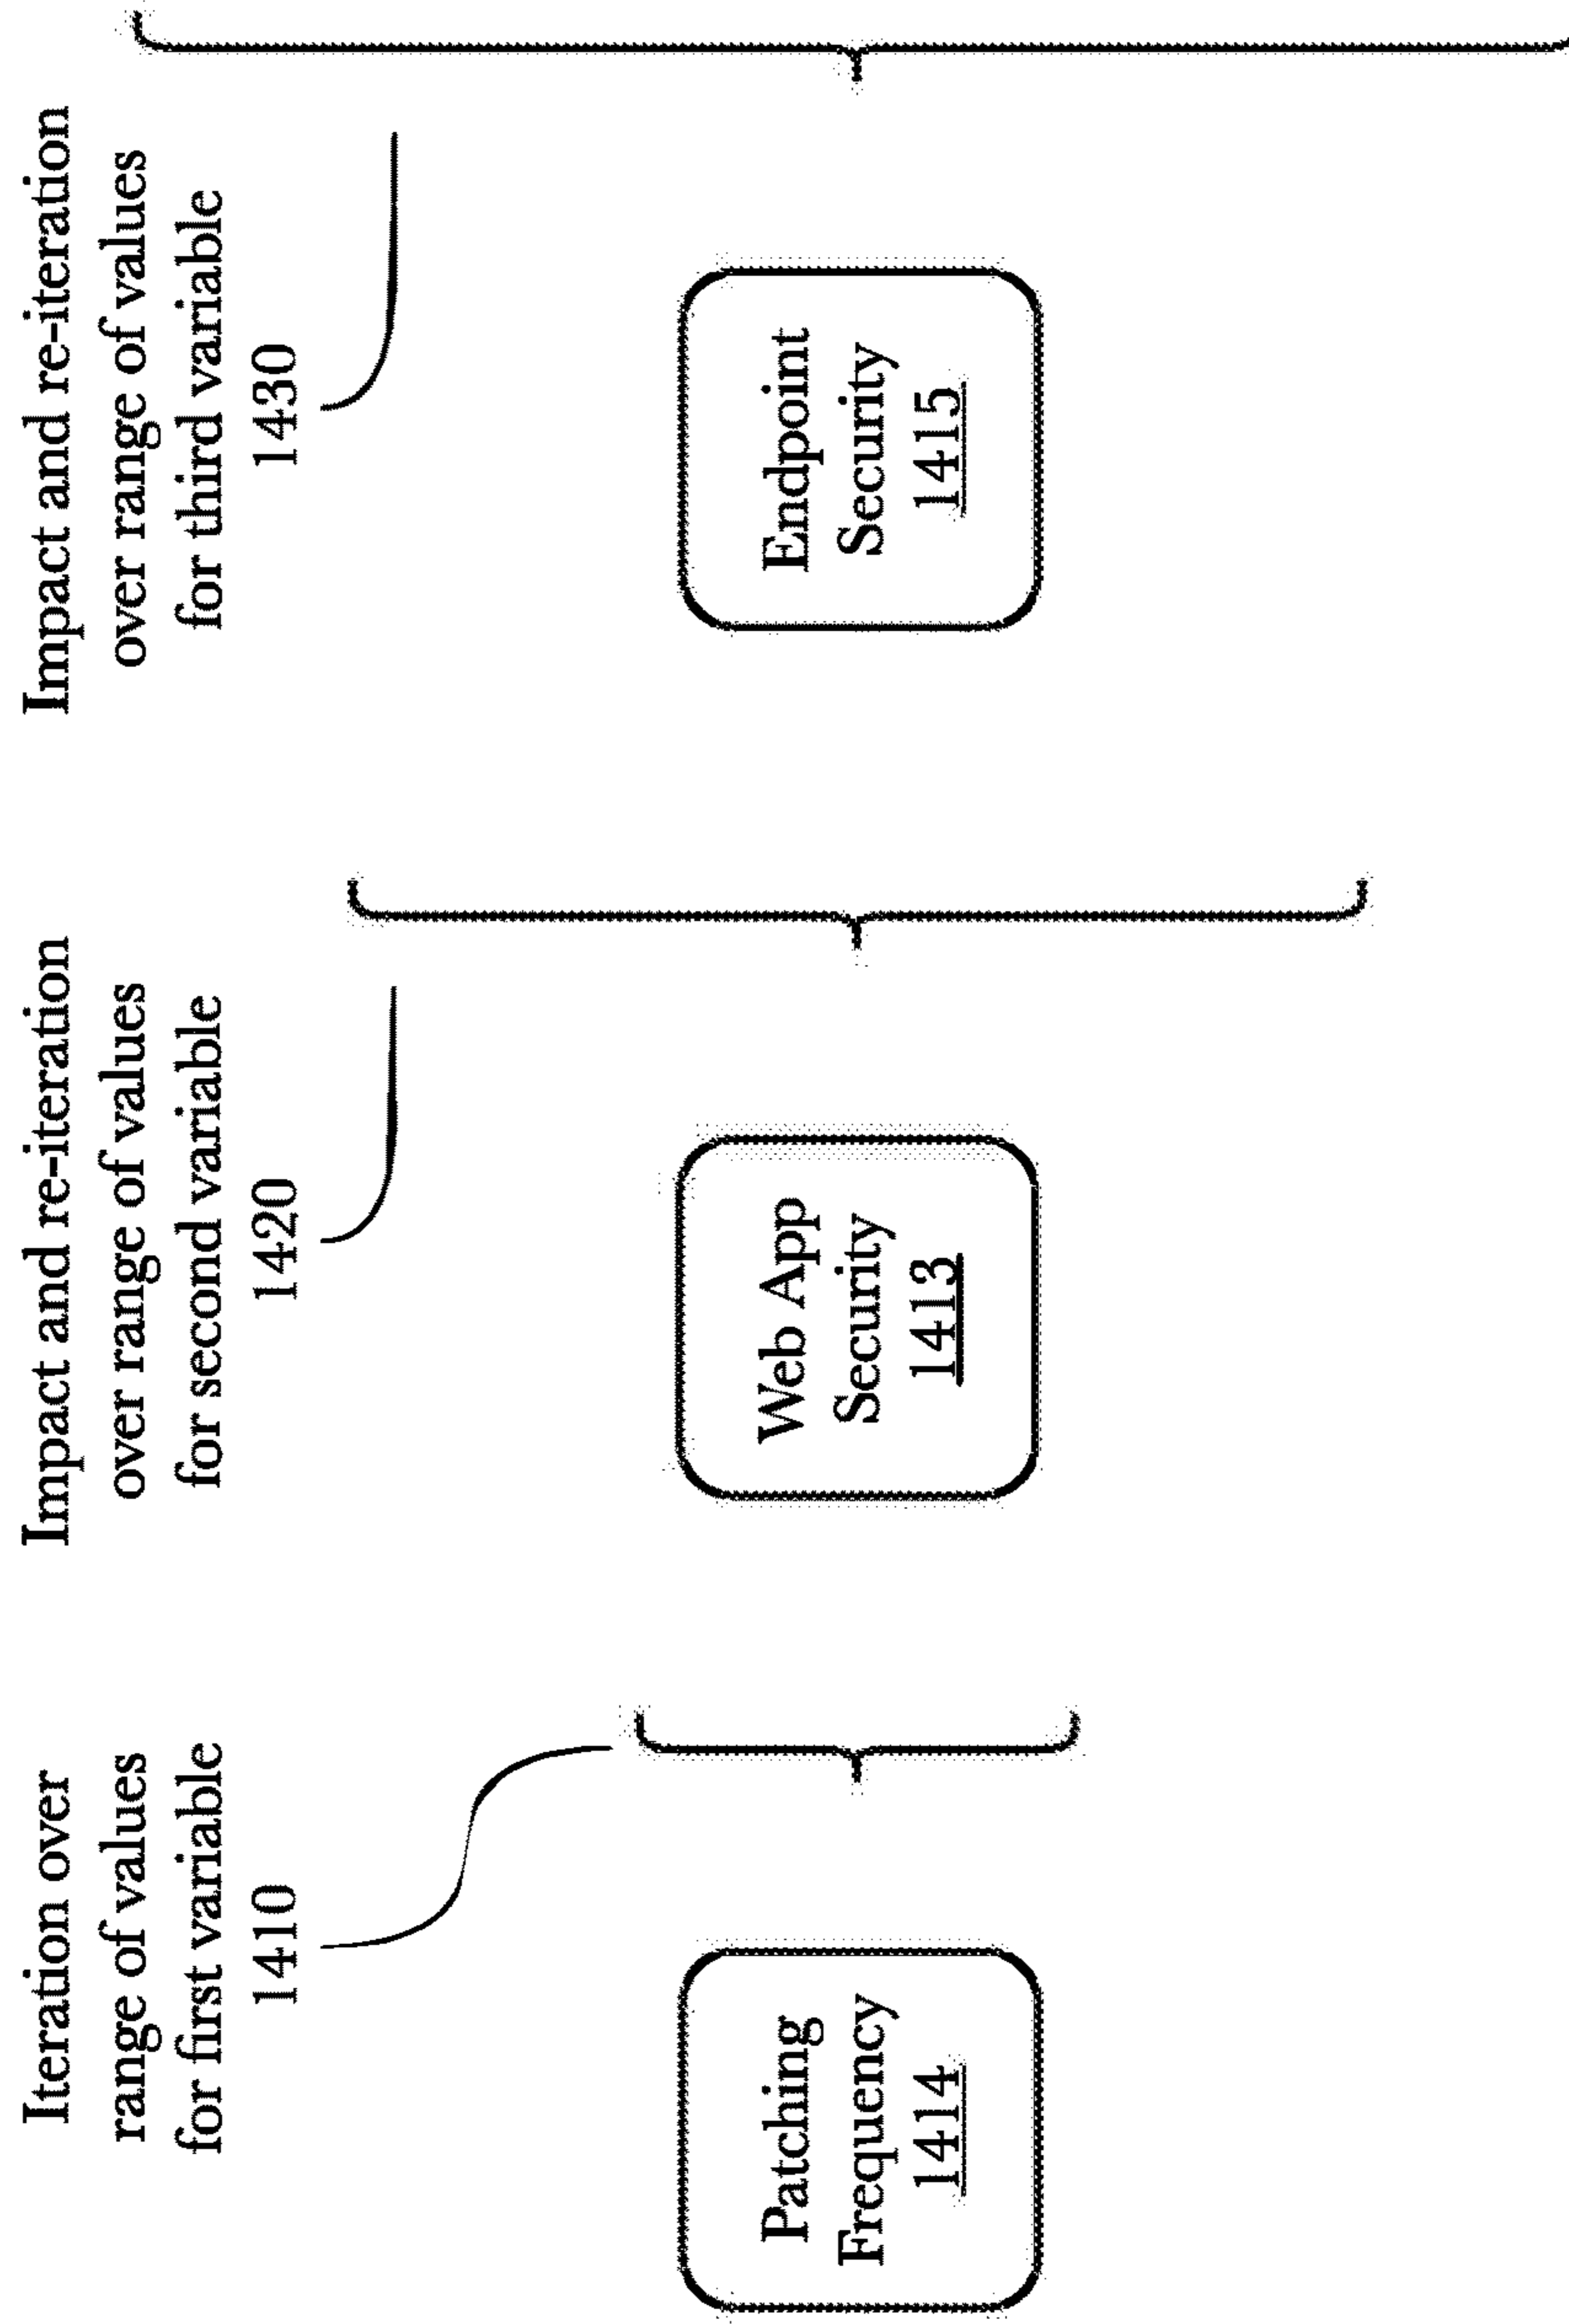 Iteration over
range of values
for first variable
1410
Impact and re-iteration
over range of values
for second variable
1420
Impact and re-iteration
over range of values
for third variable
1430
Patching
Frequency
1414
Web App
Security
1413
Endpoint
Security
1415